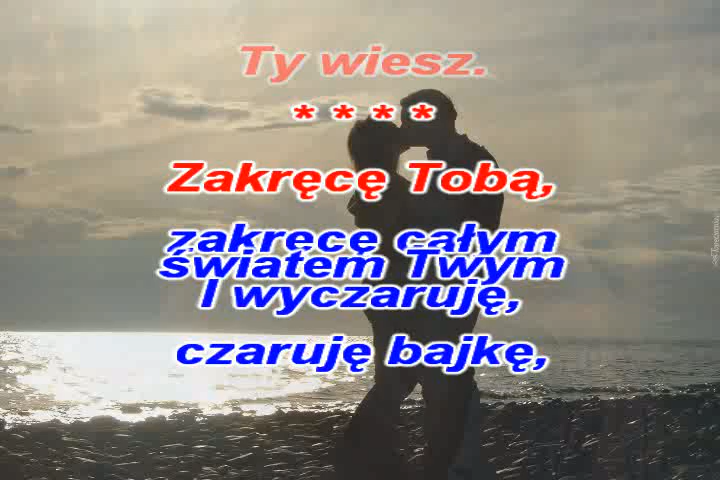 Ty wiesz.
* * * *
Zakręcę Tobą,
zakręcę całym
światem Twym
I wyczaruję,
czaruję bajkę,